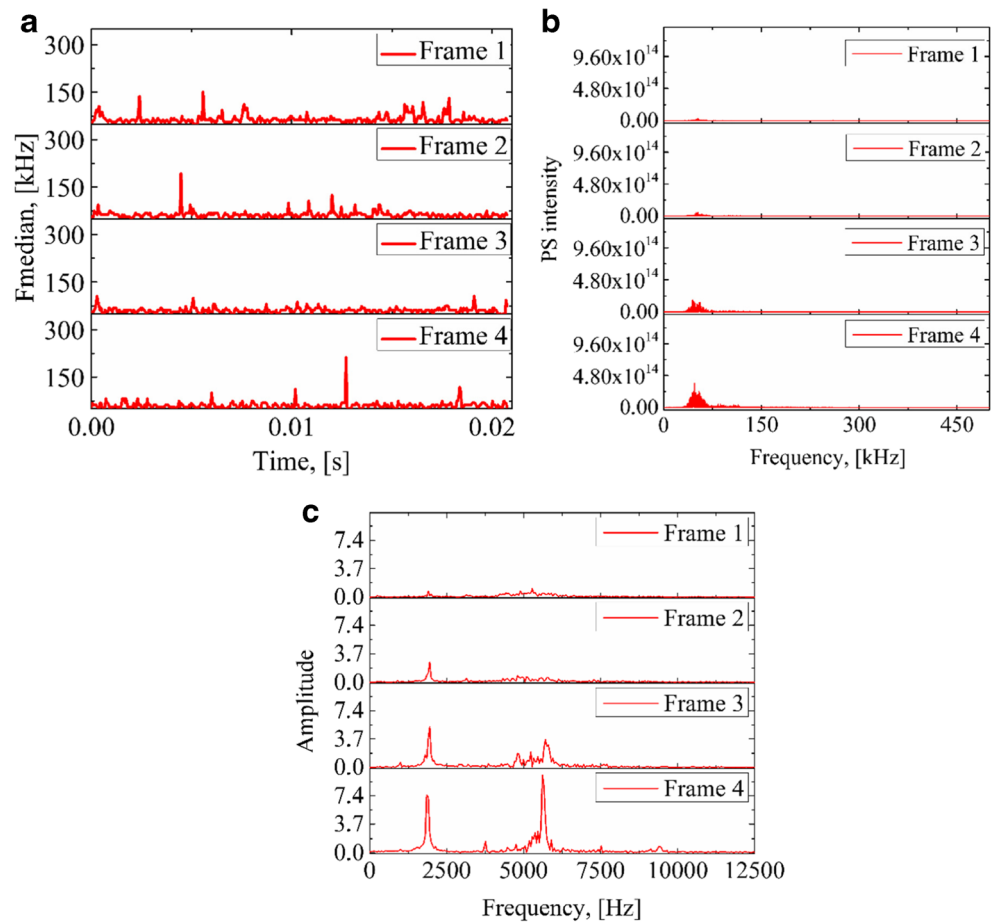 a
Fmedian, [kHz]
300
150
Frame 1
300
150
Frame 2
300
150
Frame 3
300
150
Frame 4
0.00 0.01 0.02
Time, [s]
b
PS intensity
9.60x10^14
4.80x10^14
0.00
Frame 1
9.60x10^14
4.80x10^14
0.00
Frame 2
9.60x10^14
4.80x10^14
0.00
Frame 3
9.60x10^14
4.80x10^14
0.00
Frame 4
0 150 300 450
Frequency, [kHz]
c
Amplitude
7.4
3.7
0.0
Frame 1
7.4
3.7
0.0
Frame 2
7.4
3.7
0.0
Frame 3
7.4
3.7
0.0
Frame 4
0 2500 5000 7500 10000 12500
Frequency, [Hz]